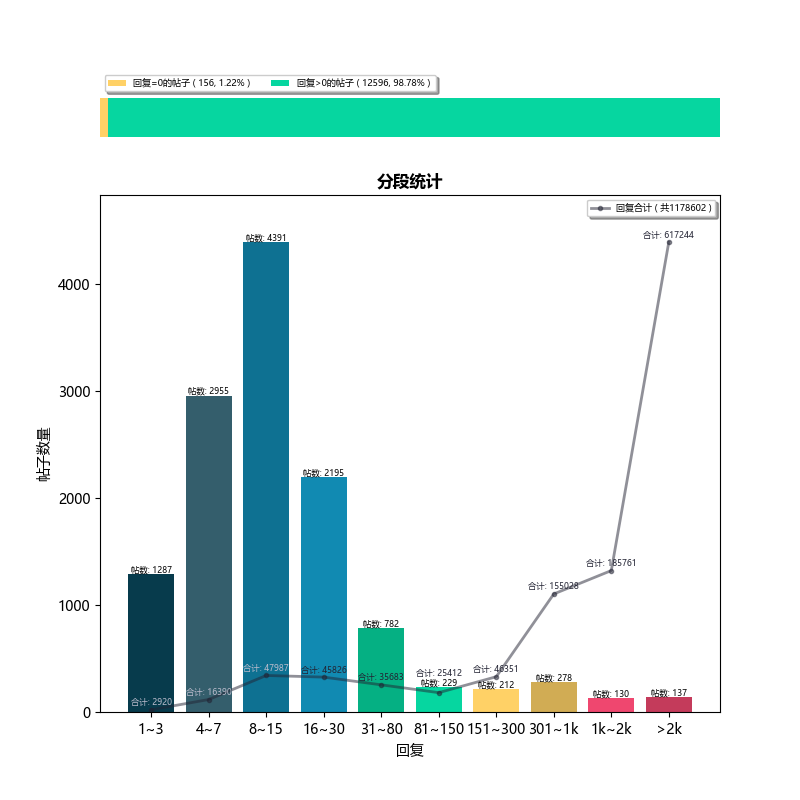 回复=0的帖子 ( 156, 1.22% ) 回复>0的帖子 ( 12596, 98.78% )
分段统计
回复合计 ( 共1178602 )
合计: 617244
帖数: 4391
4000
帖数: 2955
3000
帖子数量
帖数: 2195
2000
合计: 185761
帖数: 1287
合计: 155028
1000
帖数: 782
合计: 47987
合计: 45826
合计: 35683
合计: 25412
合计: 46351
帖数: 229
帖数: 212
帖数: 278
合计: 16390
帖数: 130
帖数: 137
合计: 2920
0
1~3 4~7 8~15 16~30 31~80 81~150 151~300 301~1k 1k~2k >2k
回复